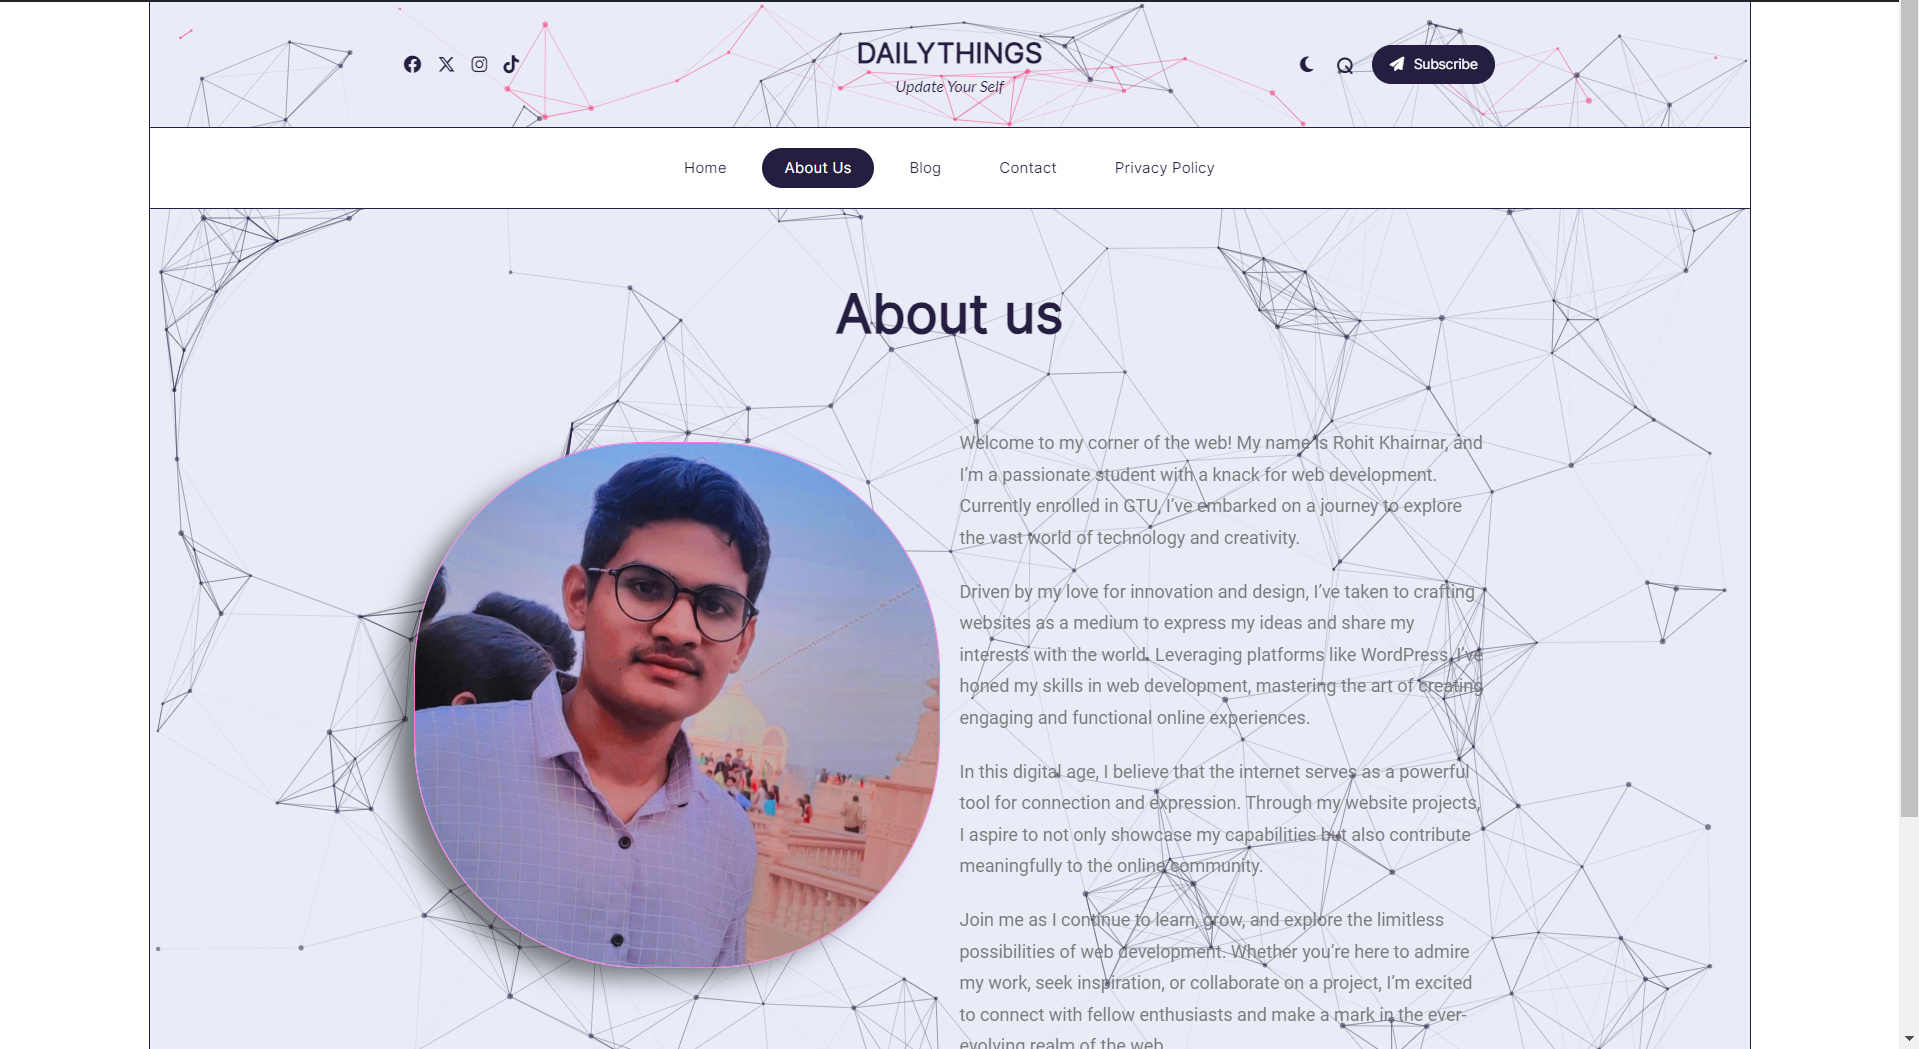 DAILYTHINGS
Update Your Self
Subscribe
Home
About Us
Blog
Contact
Privacy Policy
About us
Welcome to my corner of the web! My name is Rohit Khairnar, and
I’m a passionate student with a knack for web development.
Currently enrolled in GTU, I’ve embarked on a journey to explore
the vast world of technology and creativity.
Driven by my love for innovation and design, I’ve taken to crafting
websites as a medium to express my ideas and share my
interests with the world. Leveraging platforms like WordPress, I’ve
honed my skills in web development, mastering the art of creating
engaging and functional online experiences.
In this digital age, I believe that the internet serves as a powerful
tool for connection and expression. Through my website projects,
I aspire to not only showcase my capabilities but also contribute
meaningfully to the online community.
Join me as I continue to learn, grow, and explore the limitless
possibilities of web development. Whether you’re here to admire
my work, seek inspiration, or collaborate on a project, I’m excited
to connect with fellow enthusiasts and make a mark in the ever-
evolving realm of the web.